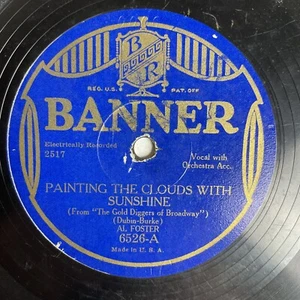 B
R
REG. U.S. PAT. OFF
BANNER
Electrically Recorded
2517
Vocal with
Orchestra Acc.
PAINTING THE CLOUDS WITH
SUNSHINE
(From "The Gold Diggers of Broadway")
(Dubin-Burke)
AL FOSTER
6526-A
Made in U. S. A.